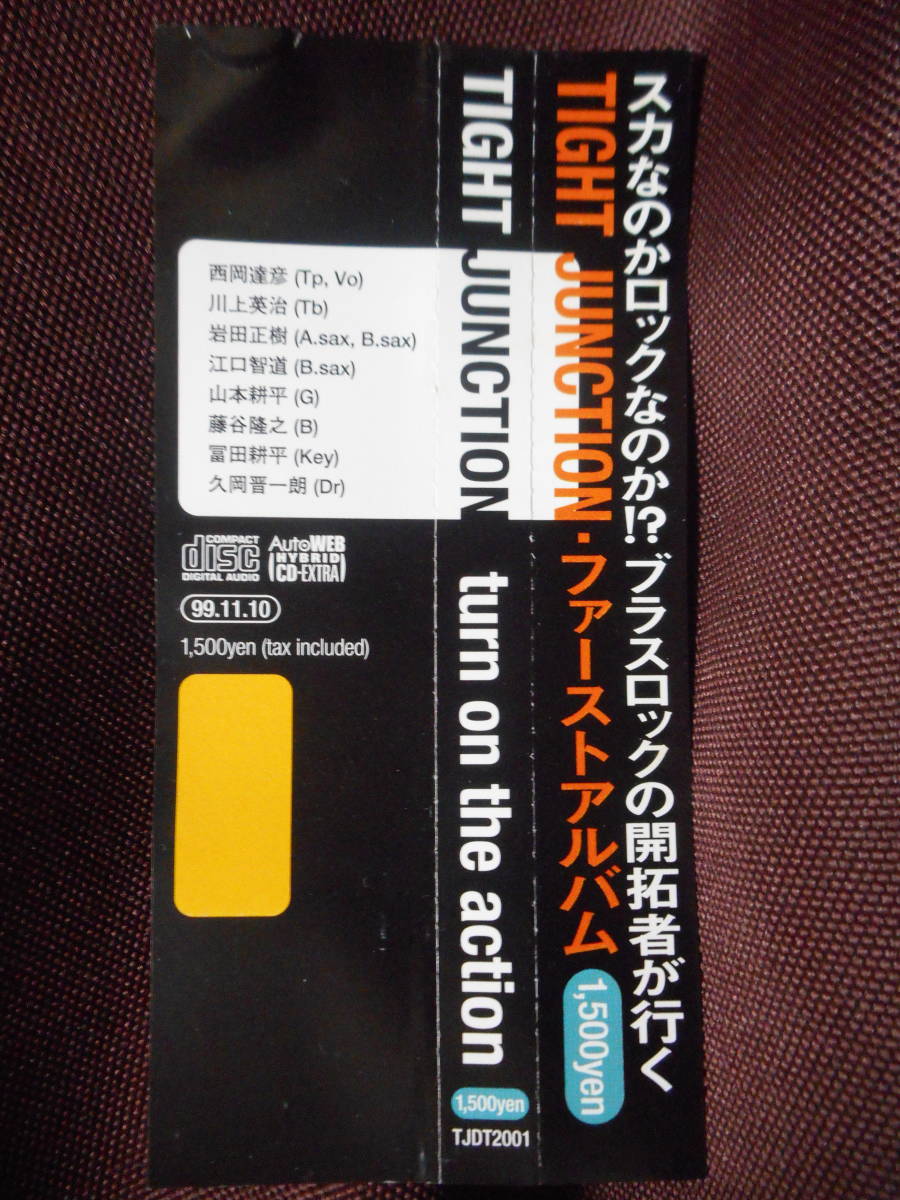 スカなのかロックなのか!?ブラスロックの開拓者が行く
TIGHT JUNCTION・ファーストアルバム
1,500yen
TIGHT JUNCTION turn on the action
1,500yen
TJDT2001
西岡達彦 (Tp, Vo)
川上英治 (Tb)
岩田正樹 (A.sax, B.sax)
江口智道 (B.sax)
山本耕平 (G)
藤谷隆之 (B)
冨田耕平 (Key)
久岡晋一朗 (Dr)
COMPACT
disc
DIGITAL AUDIO
AutoWEB
HYBRID
CD-EXTRA
99.11.10
1,500yen (tax included)